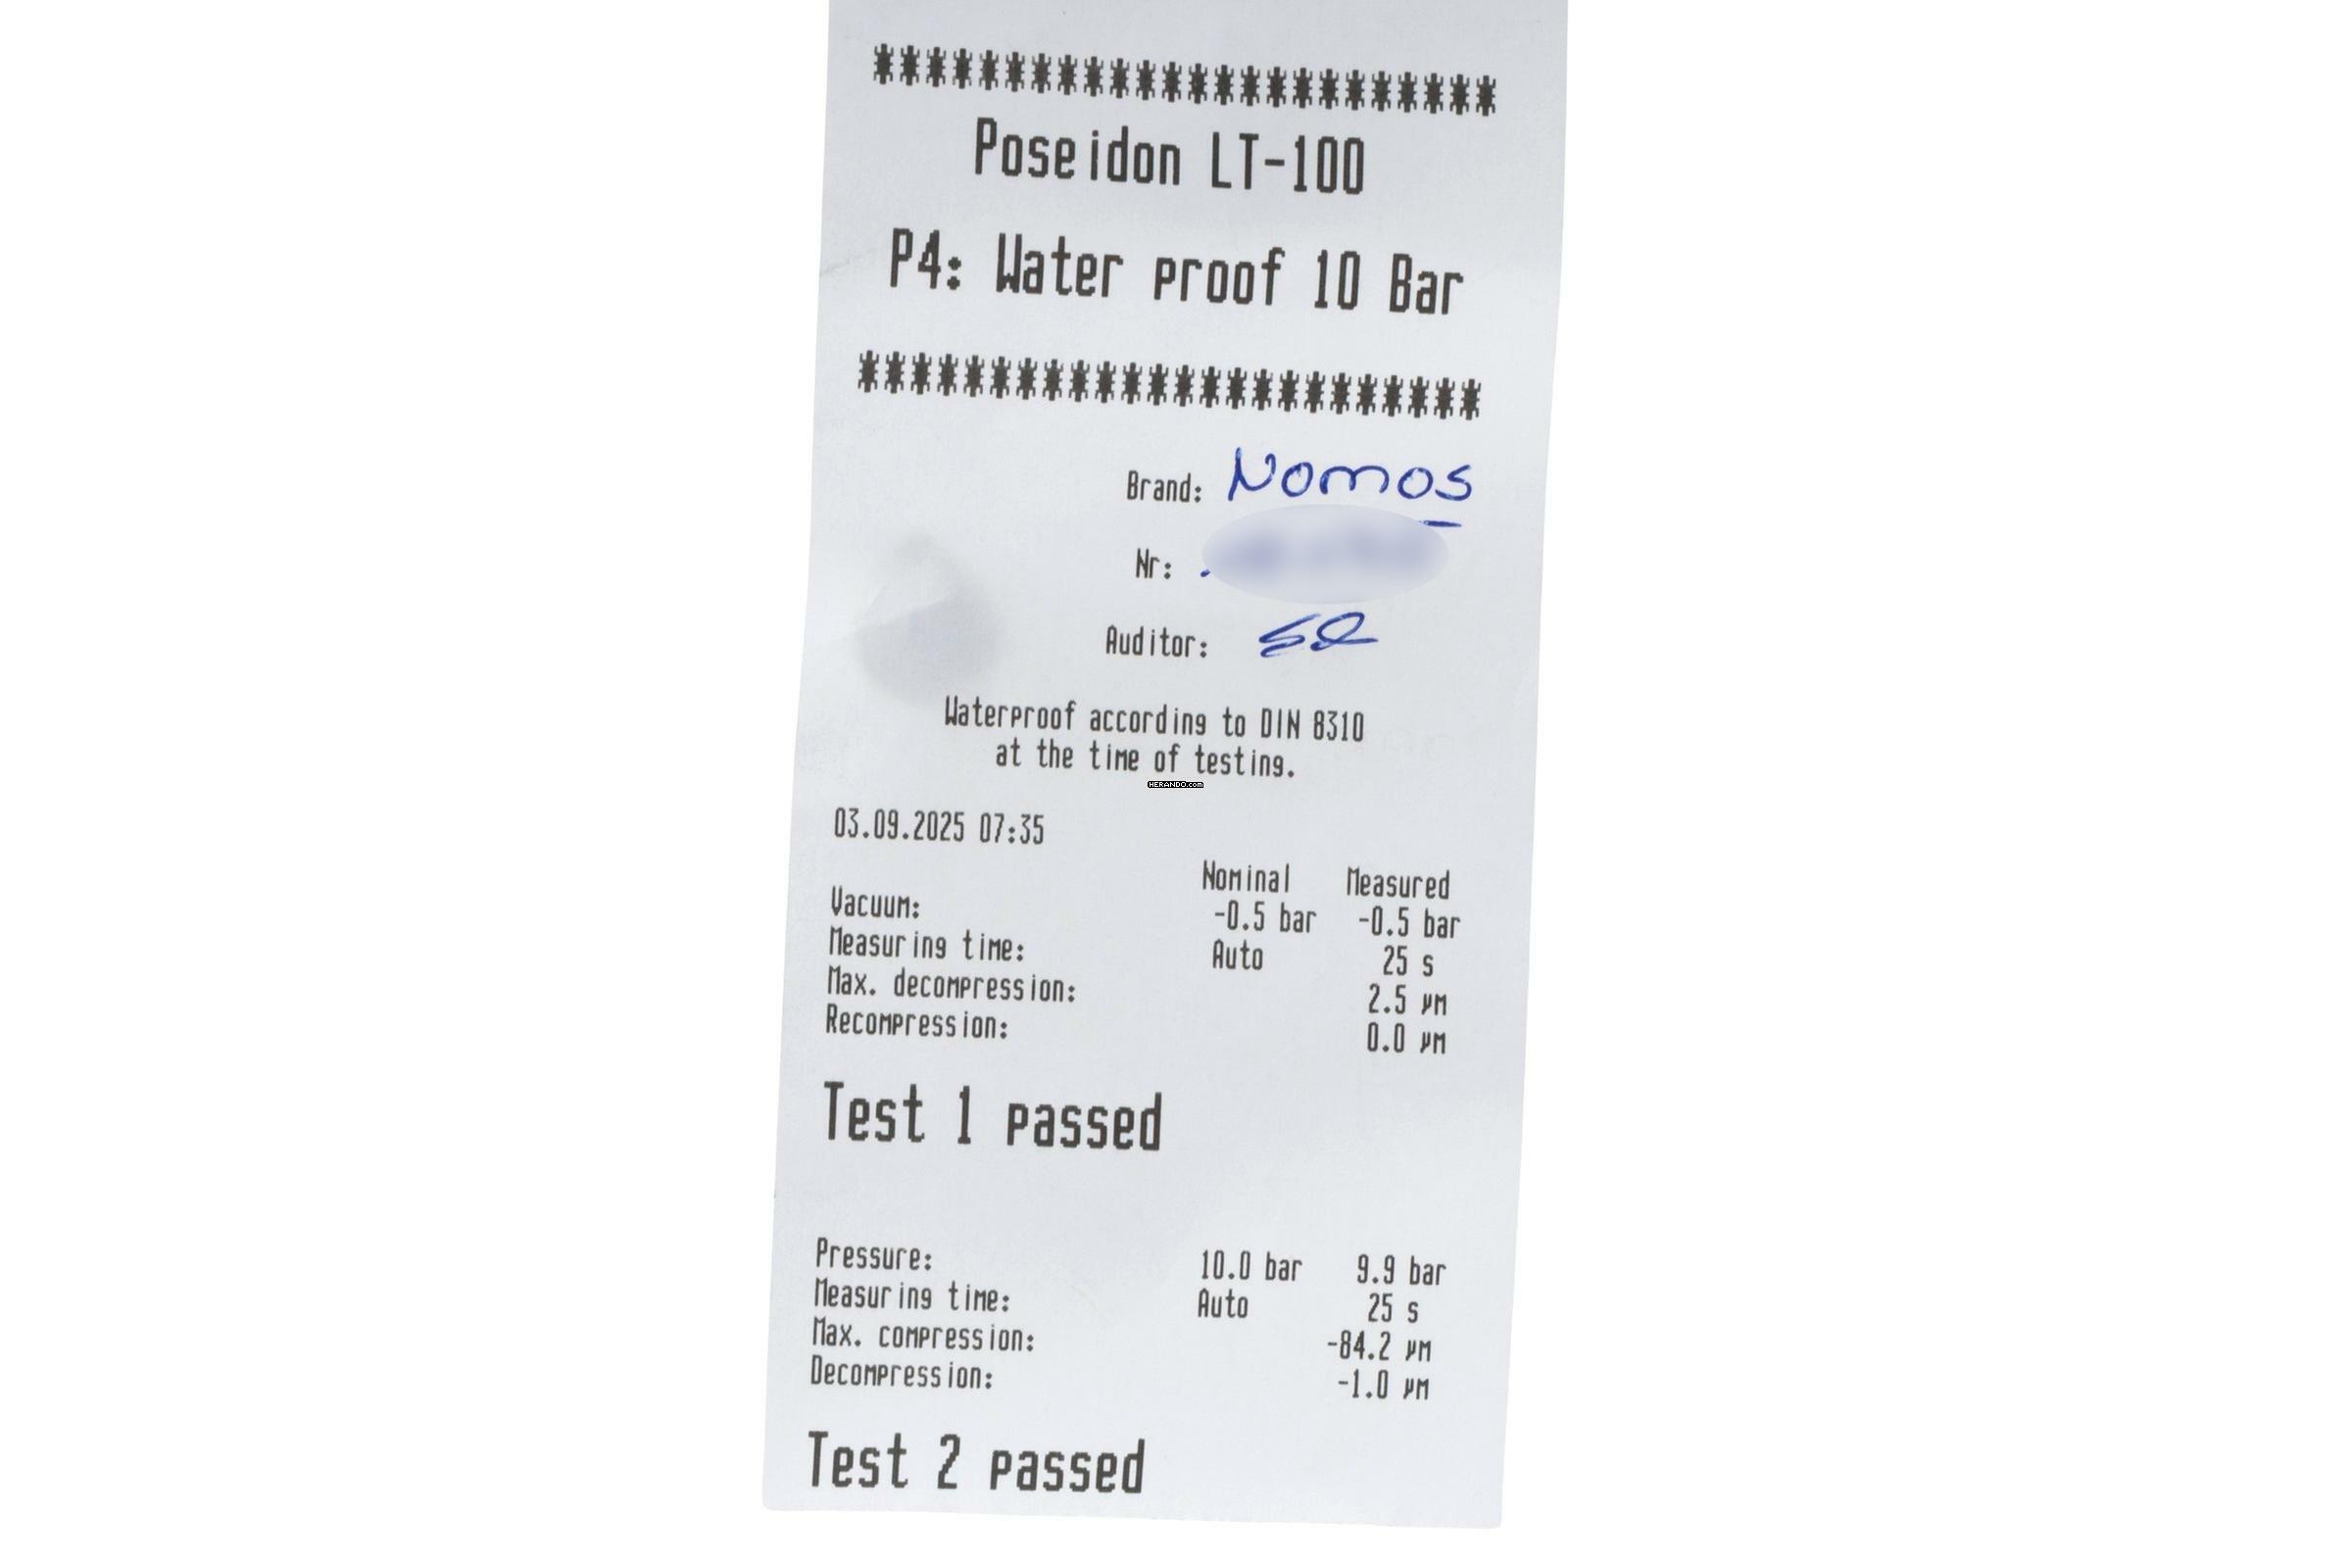 ************************
Poseidon LT-100
P4: Water proof 10 Bar
************************
Brand: Nomos
Nr:
Auditor:
Waterproof according to DIN 8310
at the time of testing.
HERANDO.com
03.09.2025 07:35
Nominal Measured
Vacuum: -0.5 bar -0.5 bar
Measuring time: Auto 25 s
Max. decompression: 2.5 µm
Recompression: 0.0 µm
Test 1 passed
Pressure: 10.0 bar 9.9 bar
Measuring time: Auto 25 s
Max. compression: -84.2 µm
Decompression: -1.0 µm
Test 2 passed